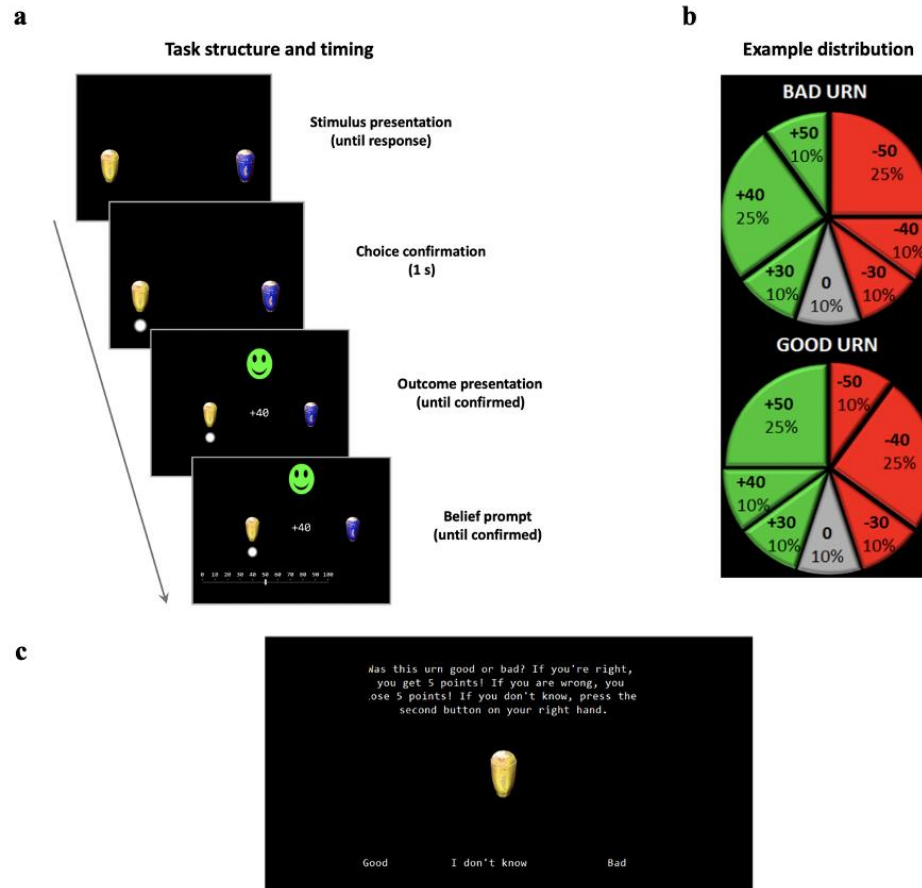 a
Task structure and timing
Stimulus presentation
(until response)
Choice confirmation
(1 s)
+40
Outcome presentation
(until confirmed)
+40
0 10 20 30 40 50 60 70 80 90 100
Belief prompt
(until confirmed)
b
Example distribution
BAD URN
+50
10%
-50
25%
+40
25%
-40
10%
+30
10%
0
10%
-30
10%
GOOD URN
+50
25%
-50
10%
-40
25%
+40
10%
+30
10%
0
10%
-30
10%
c
Was this urn good or bad? If you're right,
you get 5 points! If you are wrong, you
ose 5 points! If you don't know, press the
second button on your right hand.
Good I don't know Bad